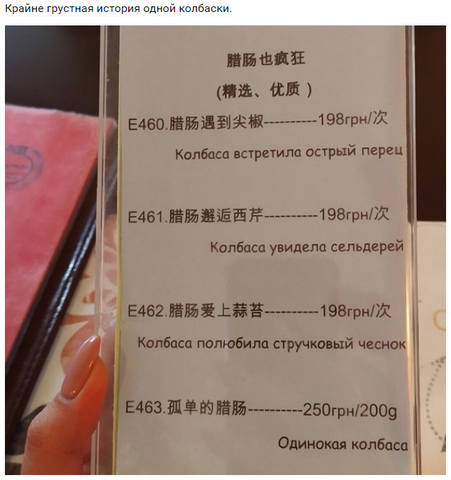 Крайне грустная история одной колбаски.
腊肠也疯狂
(精选、优质 )
E460.腊肠遇到尖椒----------198грн/次
Колбаса встретила острый перец
E461.腊肠邂逅西芹----------198грн/次
Колбаса увидела сельдерей
E462.腊肠爱上蒜苔----------198грн/次
Колбаса полюбила стручковый чеснок
E463.孤单的腊肠----------250грн/200g
Одинокая колбаса